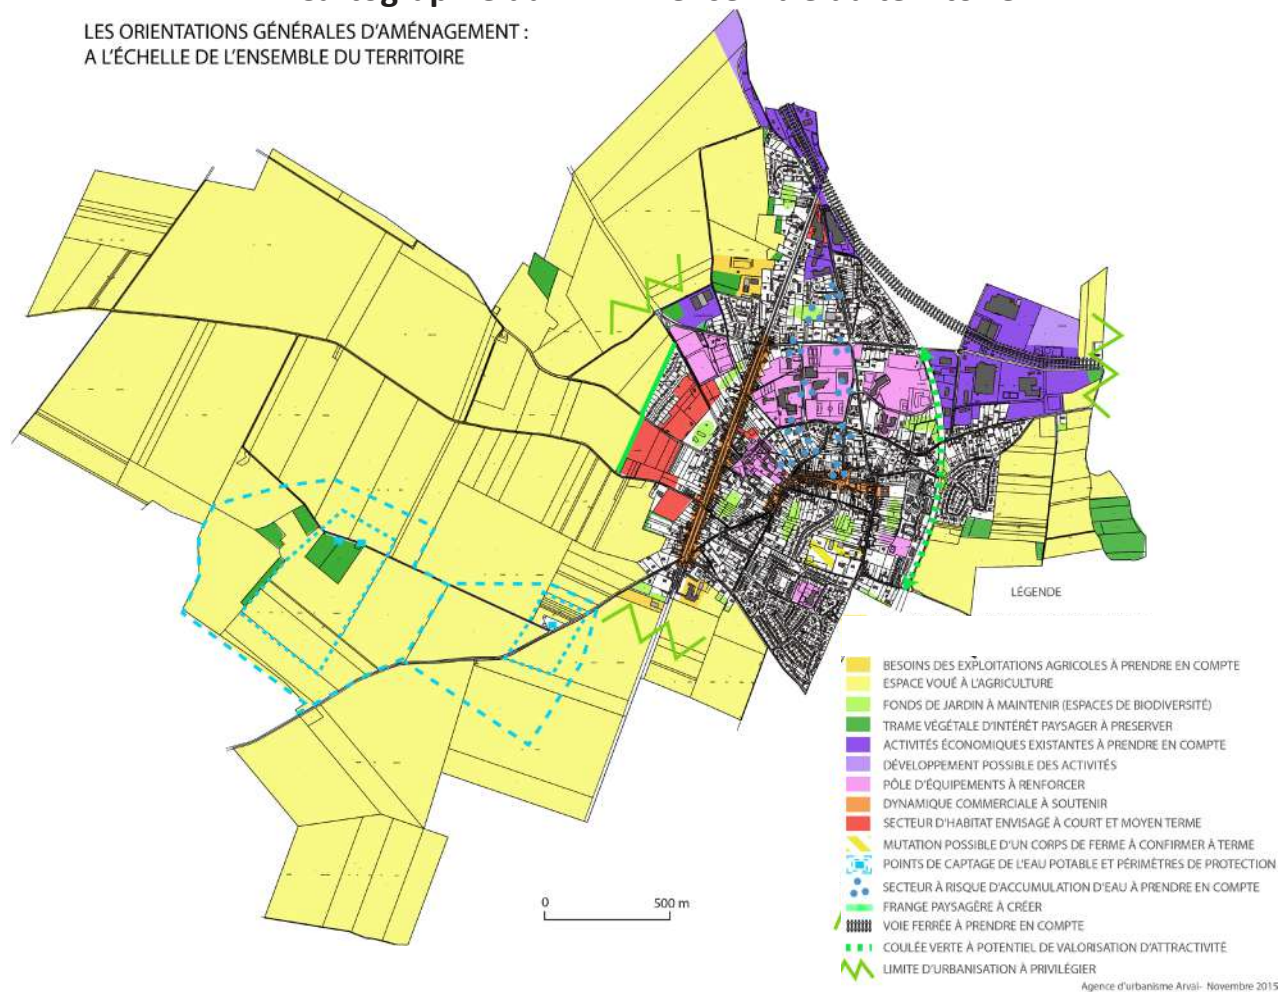 LES ORIENTATIONS GÉNÉRALES D'AMÉNAGEMENT :
A L'ÉCHELLE DE L'ENSEMBLE DU TERRITOIRE
LÉGENDE
BESOINS DES EXPLOITATIONS AGRICOLES À PRENDRE EN COMPTE
ESPACE VOUÉ À L'AGRICULTURE
FONDS DE JARDIN À MAINTENIR (ESPACES DE BIODIVERSITÉ)
TRAME VÉGÉTALE D'INTÉRÊT PAYSAGER À PRESERVER
ACTIVITÉS ÉCONOMIQUES EXISTANTES À PRENDRE EN COMPTE
DÉVELOPPEMENT POSSIBLE DES ACTIVITÉS
PÔLE D'ÉQUIPEMENTS À RENFORCER
DYNAMIQUE COMMERCIALE À SOUTENIR
SECTEUR D'HABITAT ENVISAGÉ À COURT ET MOYEN TERME
MUTATION POSSIBLE D'UN CORPS DE FERME À CONFIRMER À TERME
POINTS DE CAPTAGE DE L'EAU POTABLE ET PÉRIMÈTRES DE PROTECTION
SECTEUR À RISQUE D'ACCUMULATION D'EAU À PRENDRE EN COMPTE
FRANGE PAYSAGÈRE À CRÉER
VOIE FERRÉE À PRENDRE EN COMPTE
COULÉE VERTE À POTENTIEL DE VALORISATION D'ATTRACTIVITÉ
LIMITE D'URBANISATION À PRIVILÉGIER
0 500 m
Agence d'urbanisme Arval- Novembre 2015